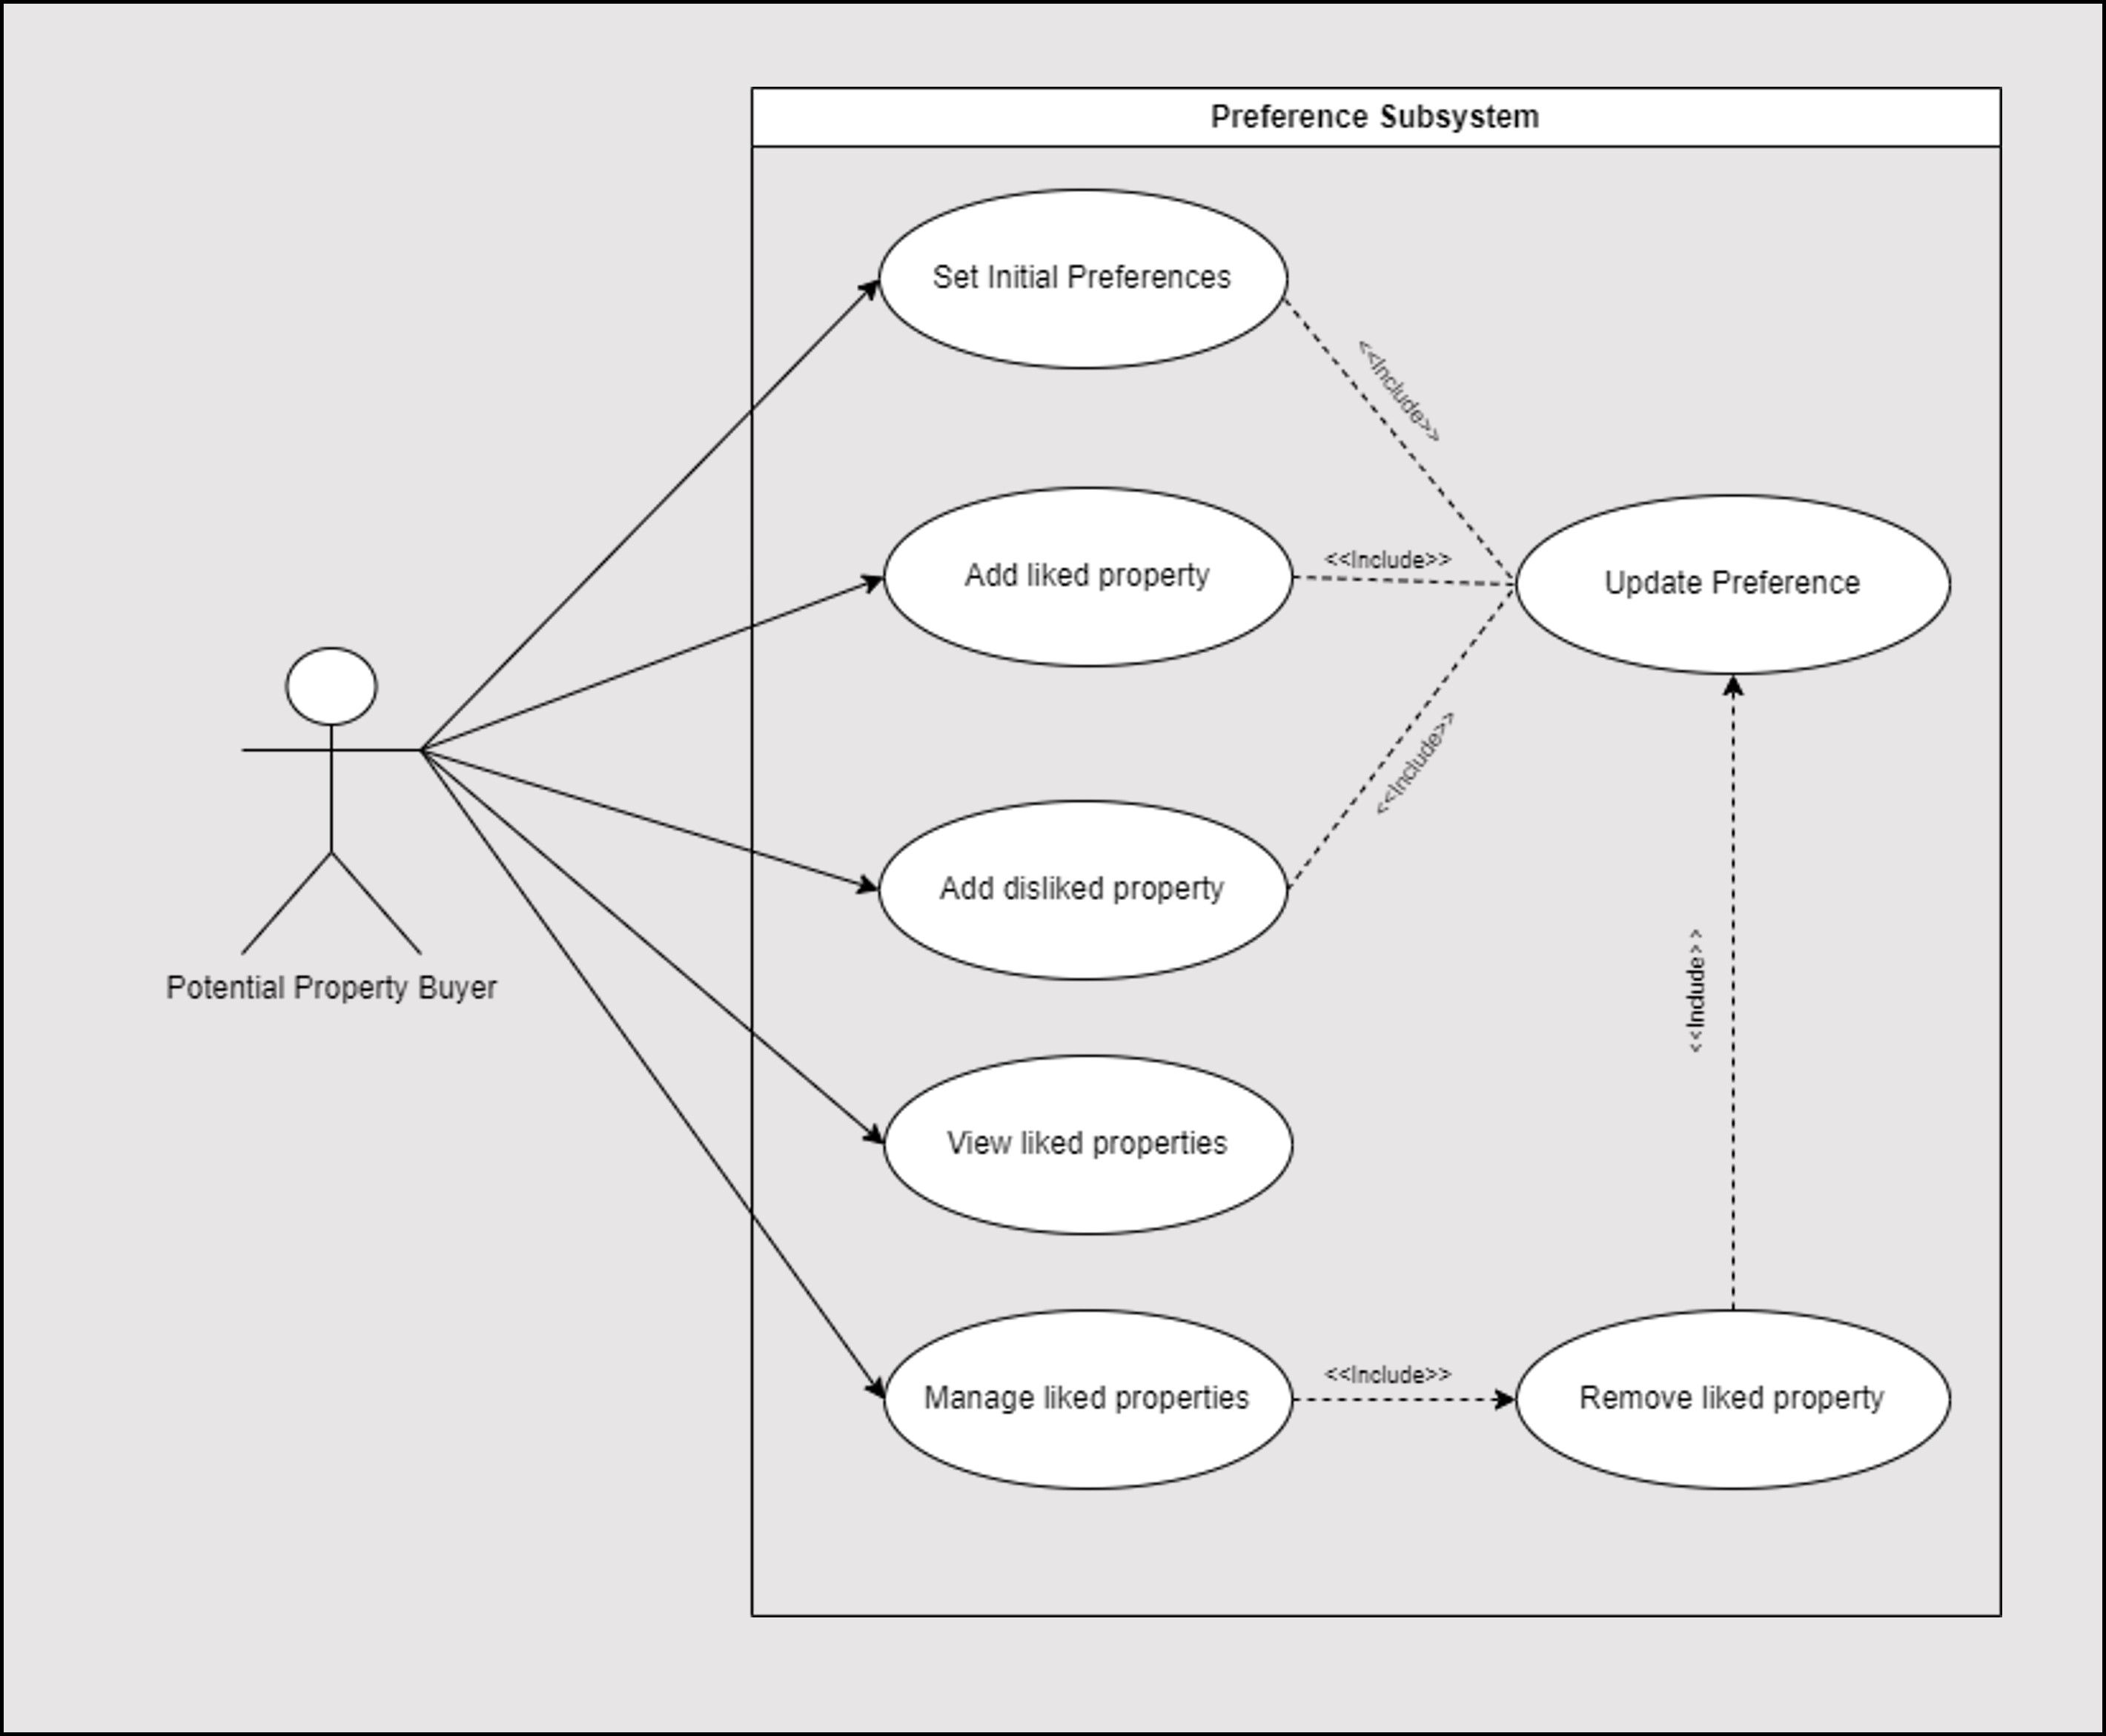 Preference Subsystem
Set Initial Preferences
<<Include>>
Add liked property
<<Include>>
Update Preference
<<Include>>
Add disliked property
Potential Property Buyer
<<Include>>
View liked properties
Manage liked properties
<<Include>>
Remove liked property